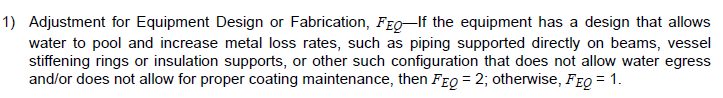 1) Adjustment for Equipment Design or Fabrication, FEQ—If the equipment has a design that allows
water to pool and increase metal loss rates, such as piping supported directly on beams, vessel
stiffening rings or insulation supports, or other such configuration that does not allow water egress
and/or does not allow for proper coating maintenance, then FEQ = 2; otherwise, FEQ = 1.